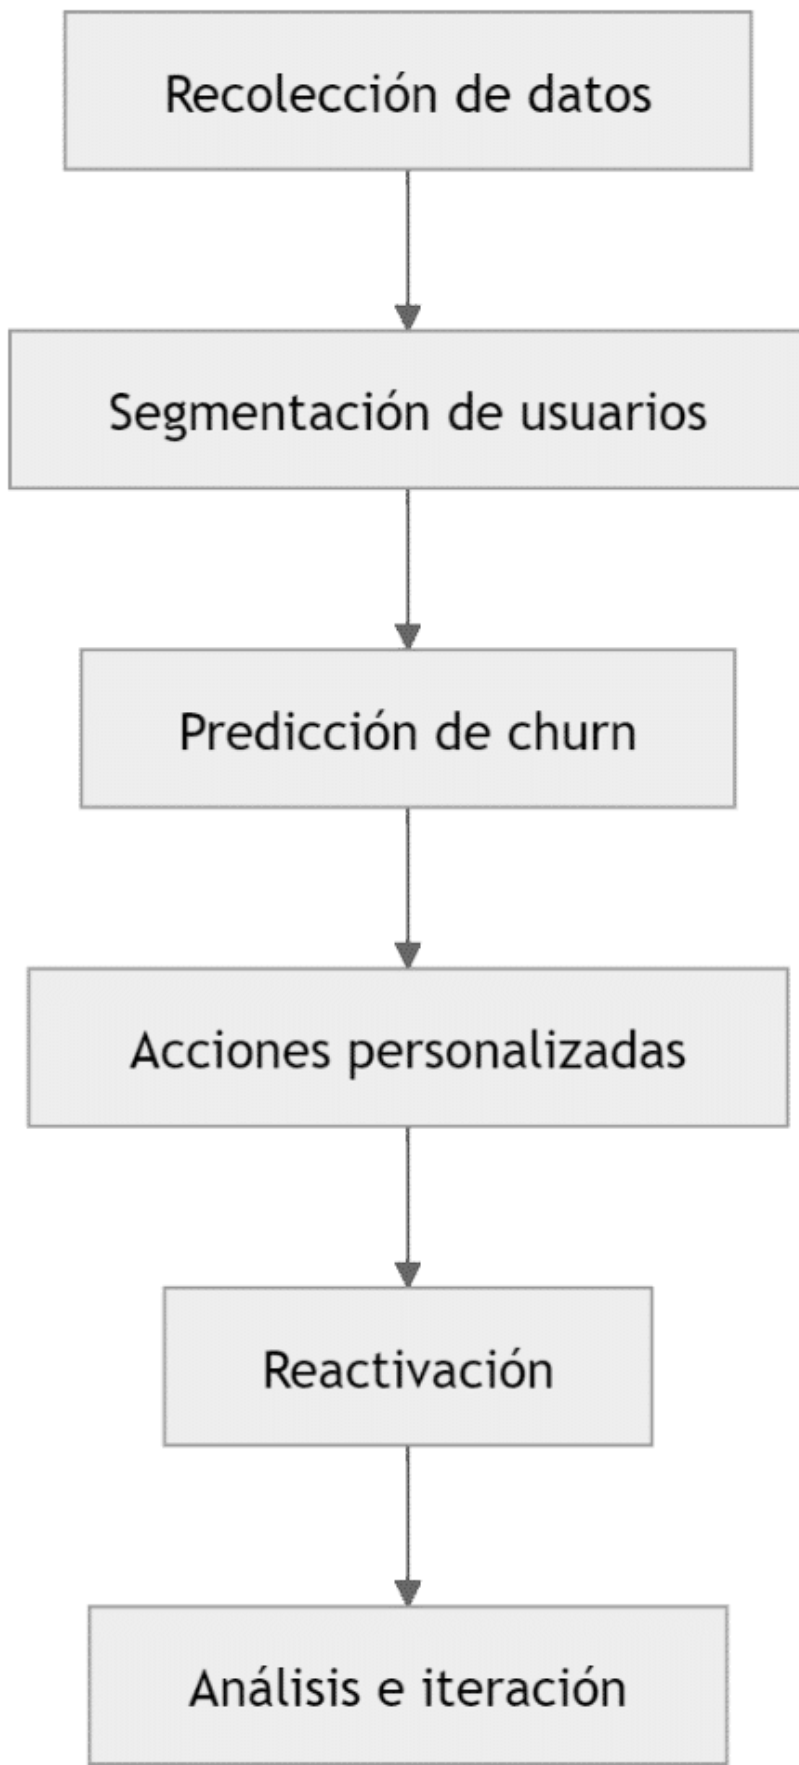 Recolección de datos
Segmentación de usuarios
Predicción de churn
Acciones personalizadas
Reactivación
Análisis e iteración